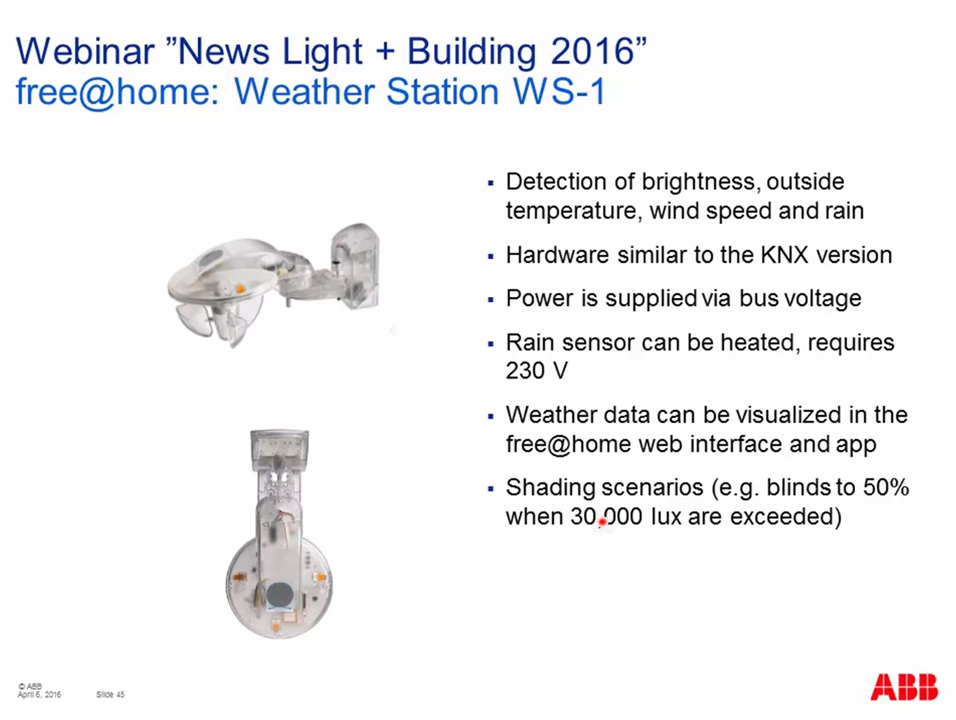 Webinar ”News Light + Building 2016”
free@home: Weather Station WS-1
▪ Detection of brightness, outside
temperature, wind speed and rain
▪ Hardware similar to the KNX version
▪ Power is supplied via bus voltage
▪ Rain sensor can be heated, requires
230 V
▪ Weather data can be visualized in the
free@home web interface and app
▪ Shading scenarios (e.g. blinds to 50%
when 30,000 lux are exceeded)
© ABB
April 6, 2016 Slide 45
ABB